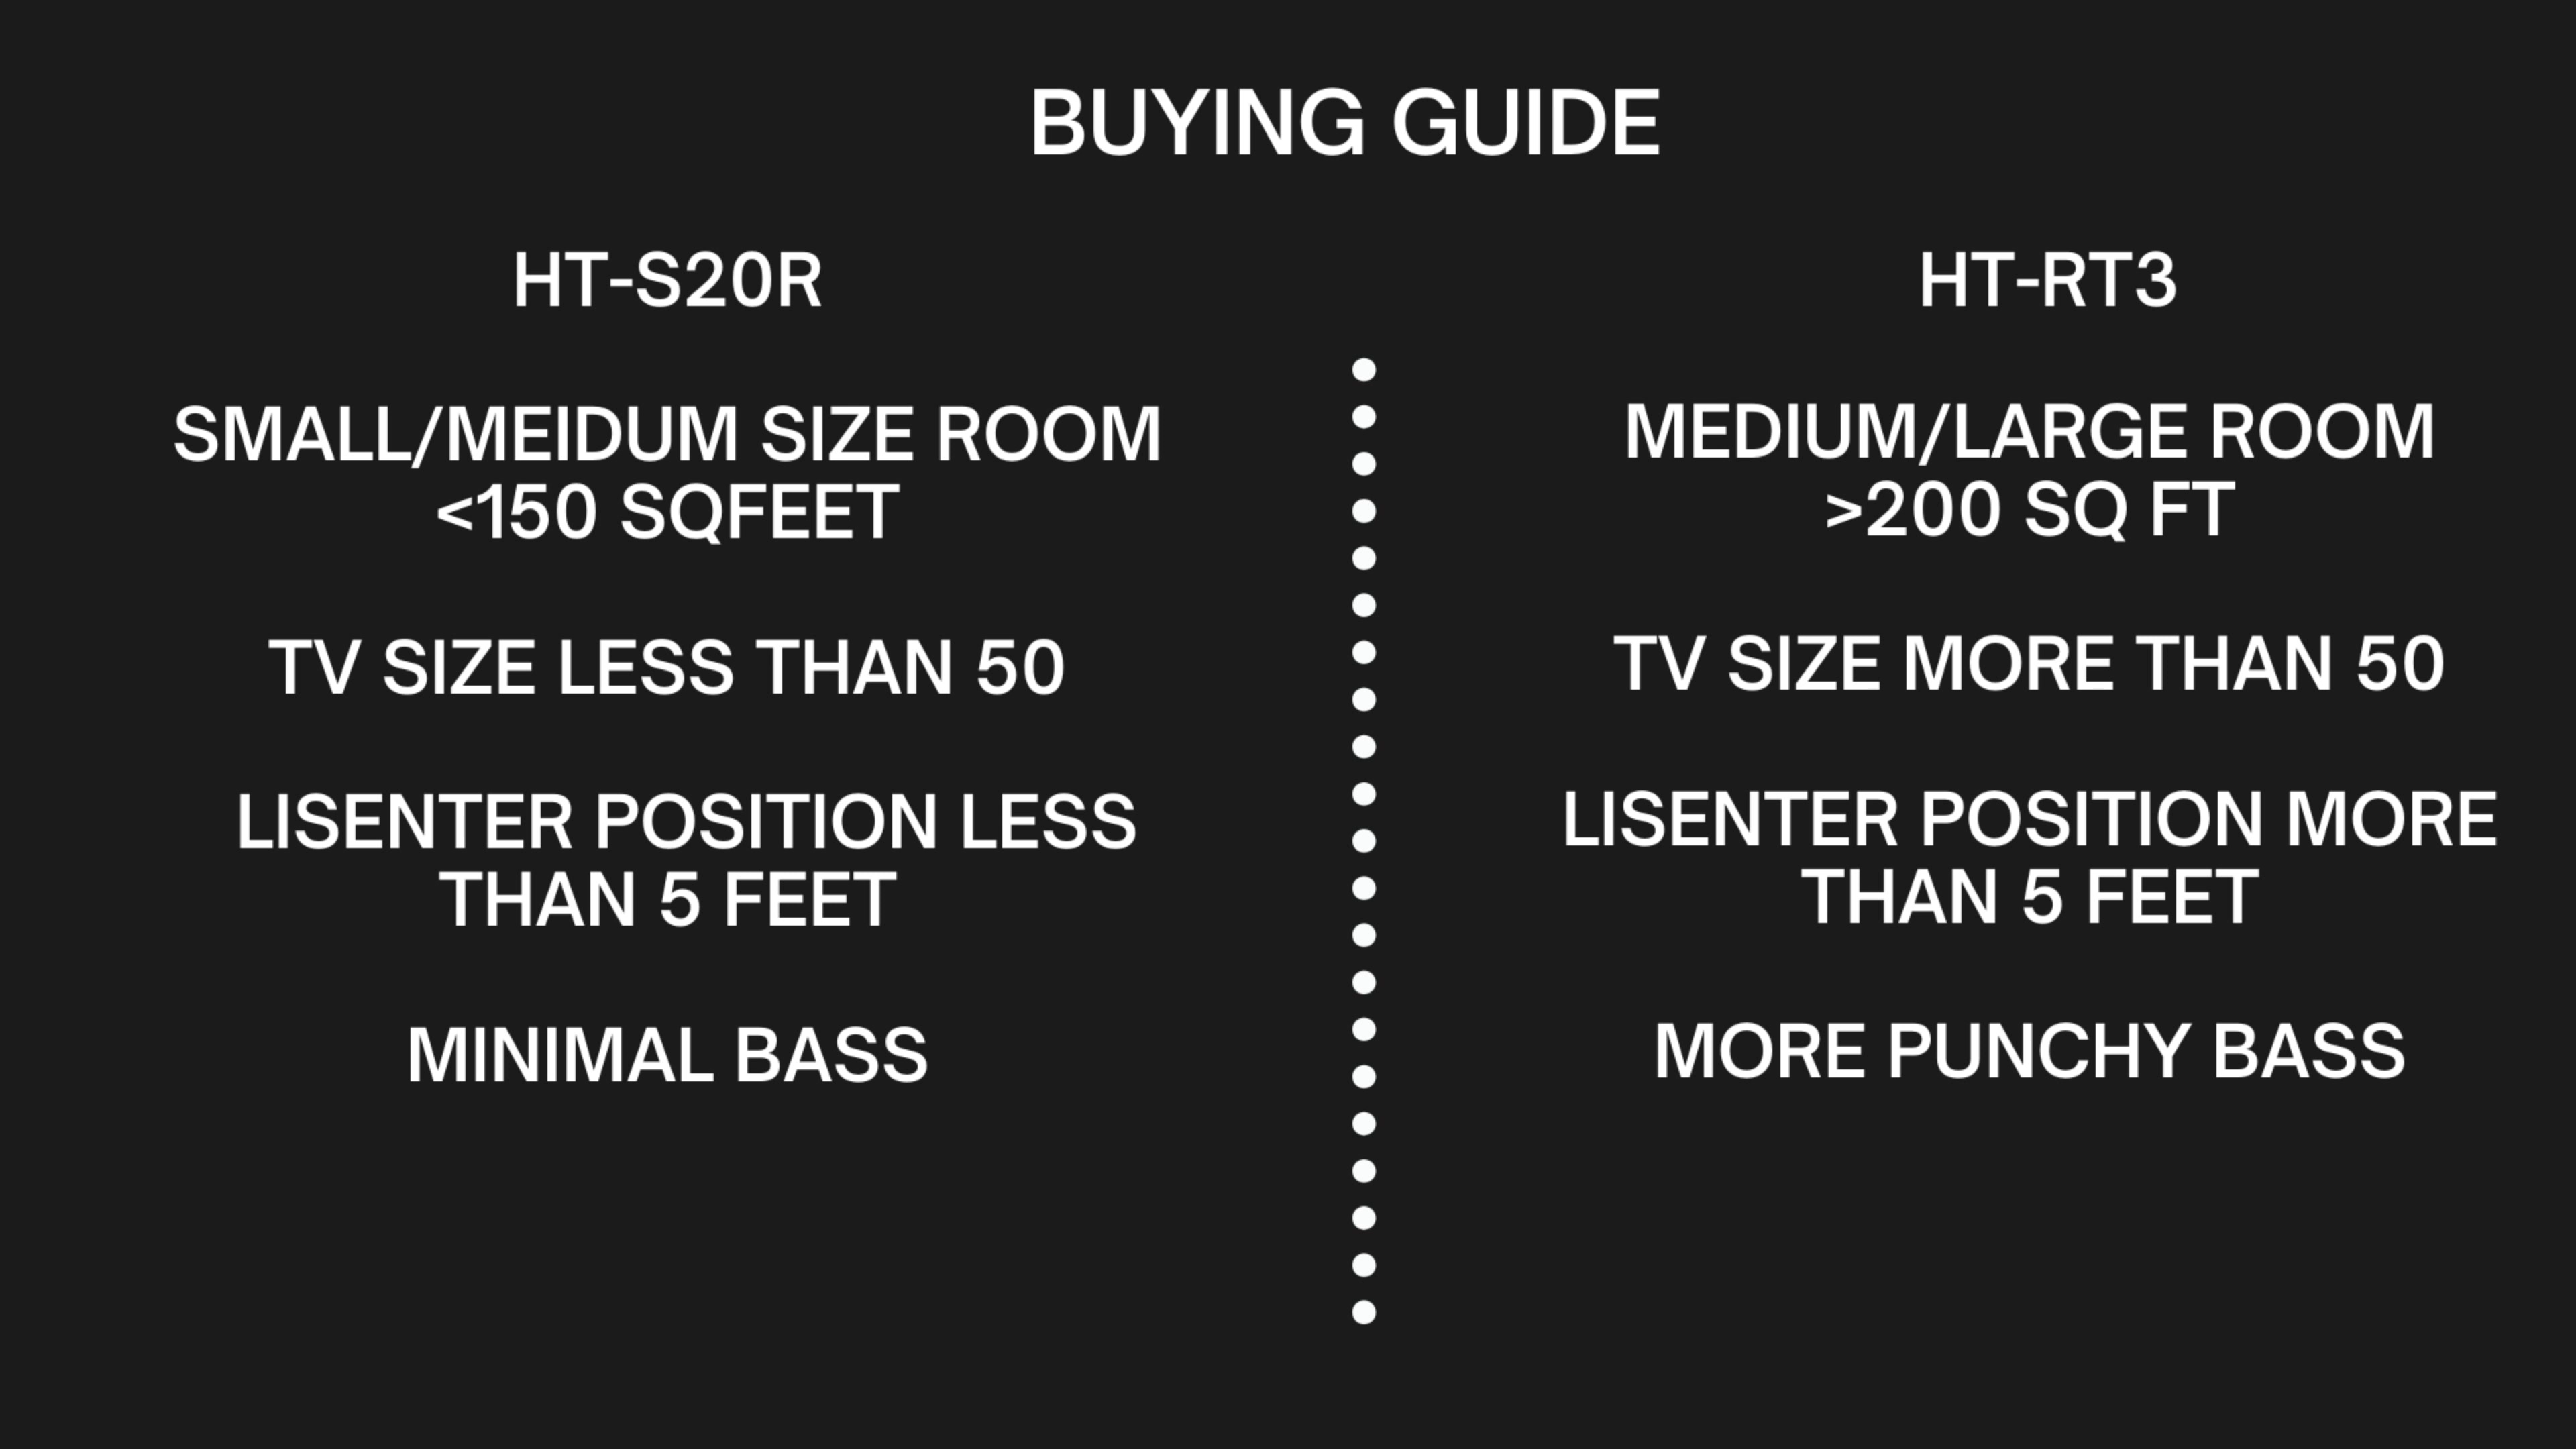 BUYING GUIDE
HT-S20R
SMALL/MEIDUM SIZE ROOM
<150 SQFEET
TV SIZE LESS THAN 50
LISENTER POSITION LESS
THAN 5 FEET
MINIMAL BASS
HT-RT3
MEDIUM/LARGE ROOM
>200 SQ FT
TV SIZE MORE THAN 50
LISENTER POSITION MORE
THAN 5 FEET
MORE PUNCHY BASS